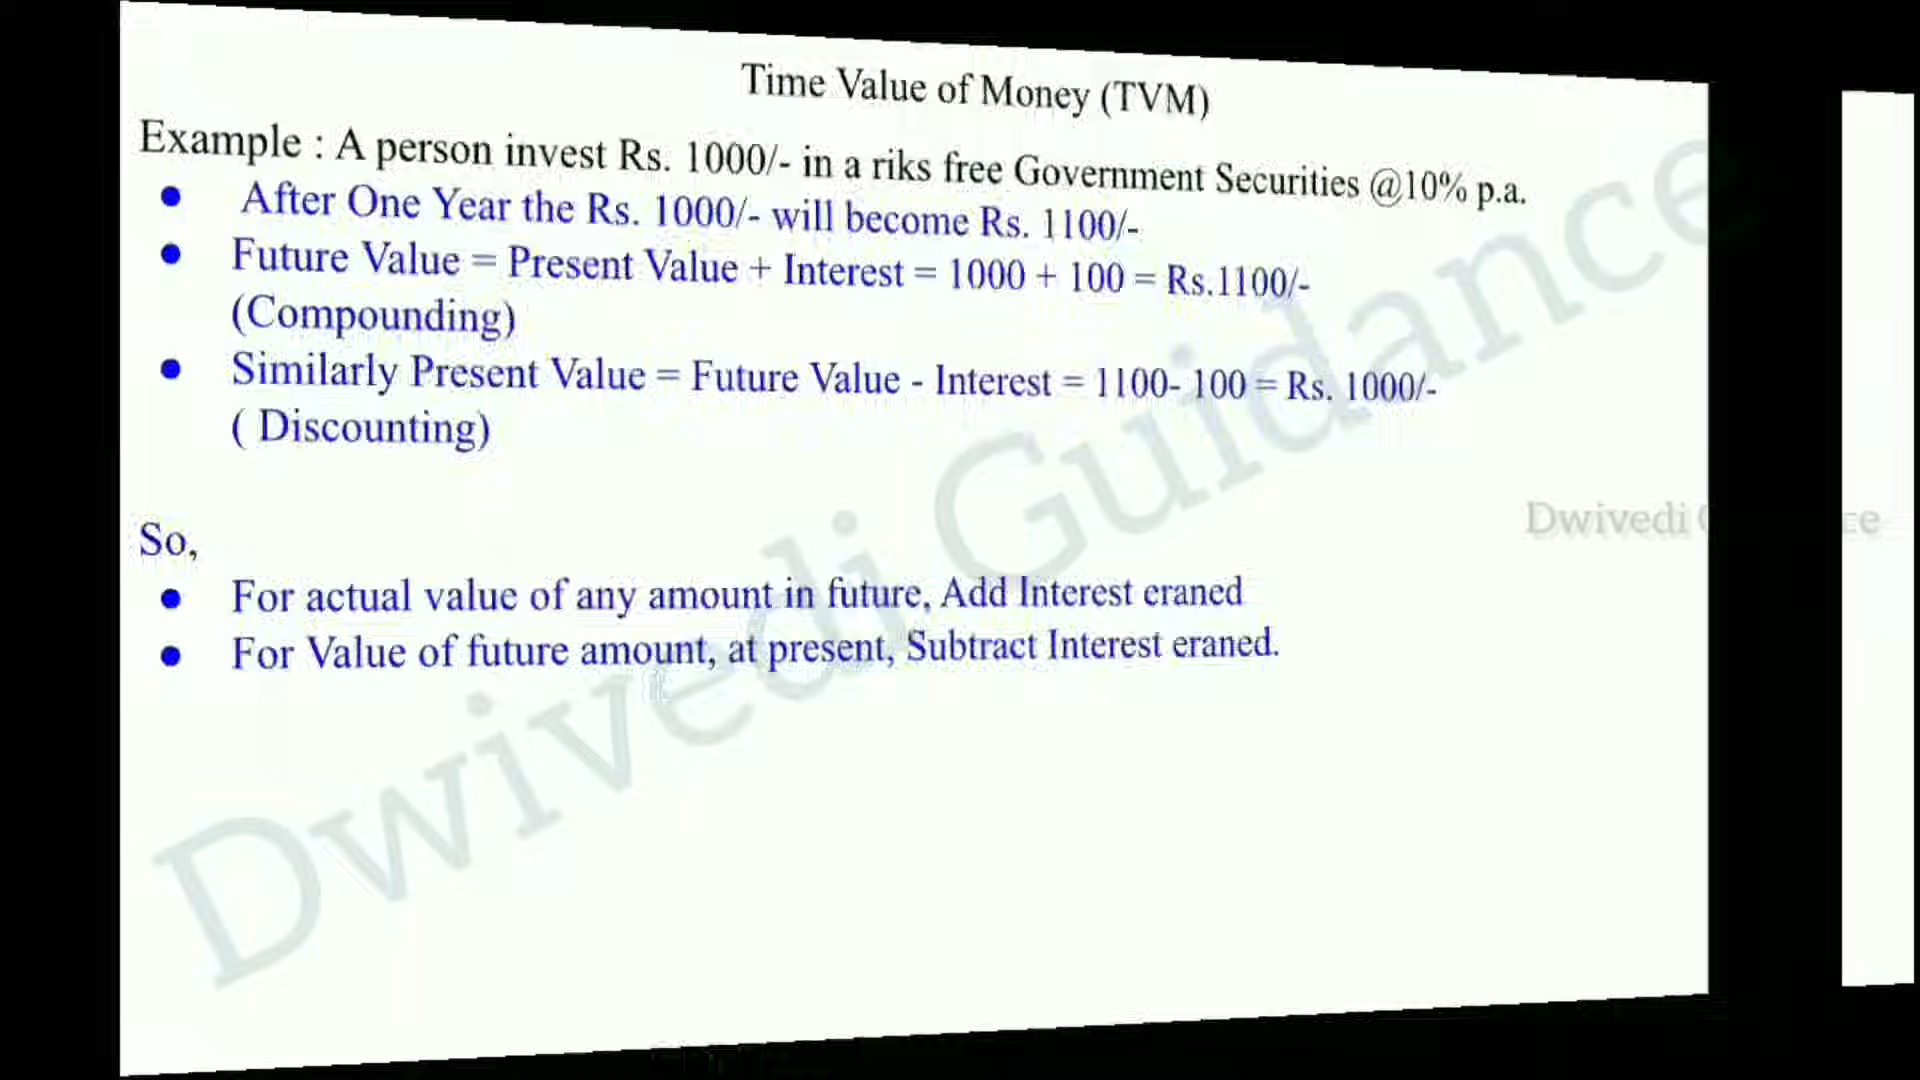 Time Value of Money (TVM)
Example : A person invest Rs. 1000/- in a riks free Government Securities @10% p.a.
● After One Year the Rs. 1000/- will become Rs. 1100/-
● Future Value = Present Value + Interest = 1000 + 100 = Rs.1100/-
(Compounding)
● Similarly Present Value = Future Value - Interest = 1100- 100 = Rs. 1000/-
( Discounting)
So,
● For actual value of any amount in future, Add Interest eraned
● For Value of future amount, at present, Subtract Interest eraned.
Dwivedi Guidance
Dwivedi